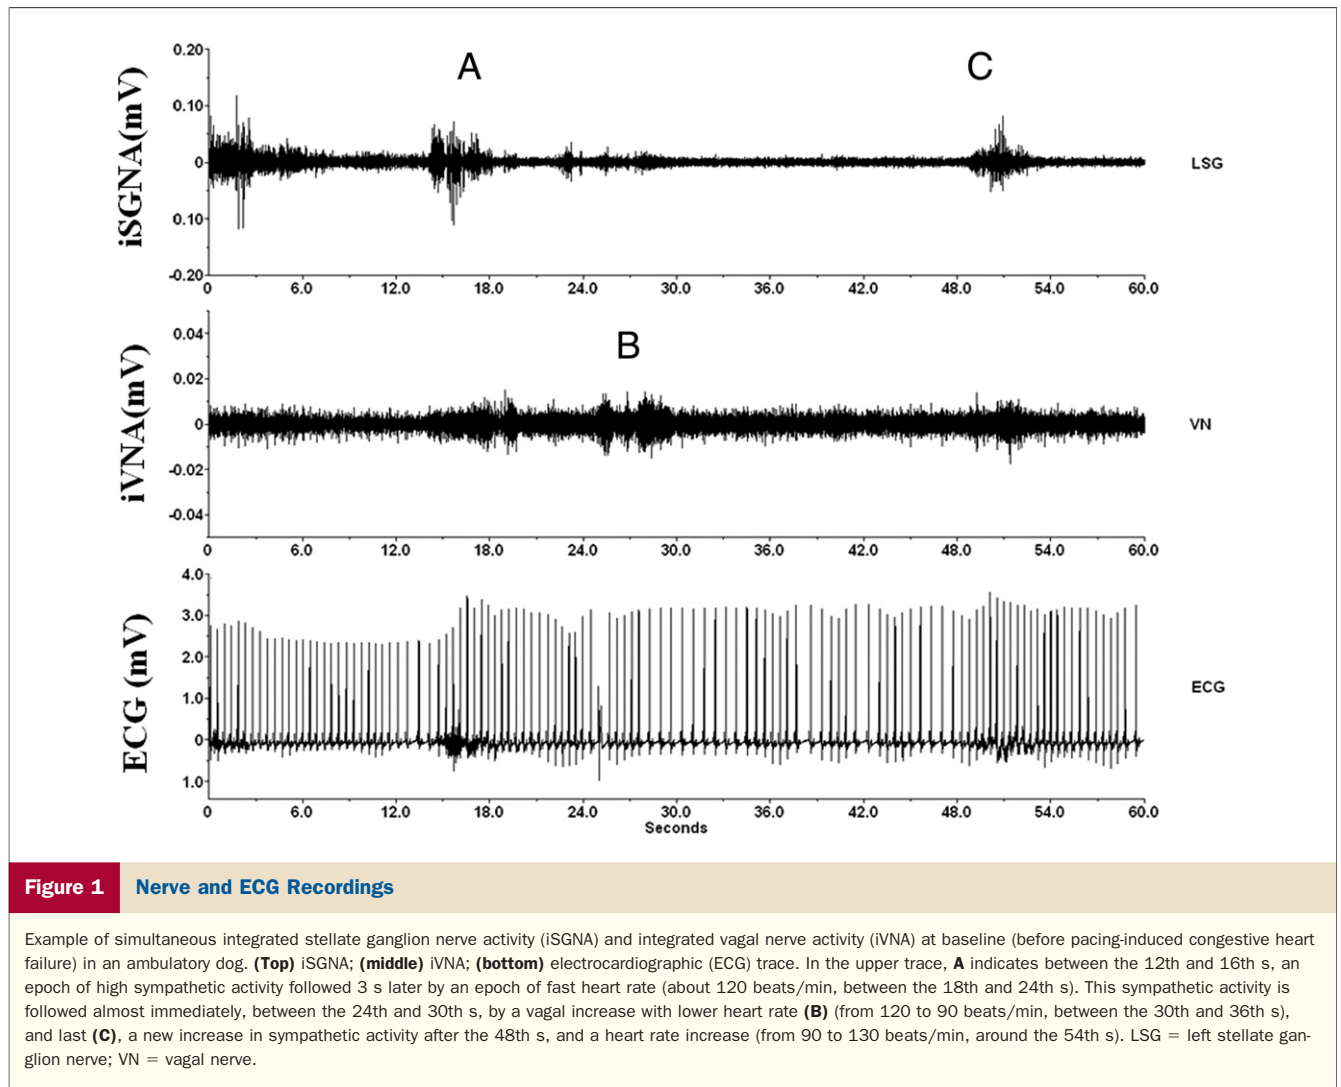 A
C
iSGNA(mV)
0.20
0.10
0
0.10
-0.20
LSG
0 6.0 12.0 18.0 24.0 30.0 36.0 42.0 48.0 54.0 60.0
B
iVNA(mV)
0.04
0.02
0
-0.02
-0.04
VN
0 6.0 12.0 18.0 24.0 30.0 36.0 42.0 48.0 54.0 60.0
ECG (mV)
4.0
3.0
2.0
1.0
0
1.0
ECG
0 6.0 12.0 18.0 24.0 30.0 36.0 42.0 48.0 54.0 60.0
Seconds
Figure 1 Nerve and ECG Recordings
Example of simultaneous integrated stellate ganglion nerve activity (iSGNA) and integrated vagal nerve activity (iVNA) at baseline (before pacing-induced congestive heart
failure) in an ambulatory dog. (Top) iSGNA; (middle) iVNA; (bottom) electrocardiographic (ECG) trace. In the upper trace, A indicates between the 12th and 16th s, an
epoch of high sympathetic activity followed 3 s later by an epoch of fast heart rate (about 120 beats/min, between the 18th and 24th s). This sympathetic activity is
followed almost immediately, between the 24th and 30th s, by a vagal increase with lower heart rate (B) (from 120 to 90 beats/min, between the 30th and 36th s),
and last (C), a new increase in sympathetic activity after the 48th s, and a heart rate increase (from 90 to 130 beats/min, around the 54th s). LSG = left stellate gan-
glion nerve; VN = vagal nerve.